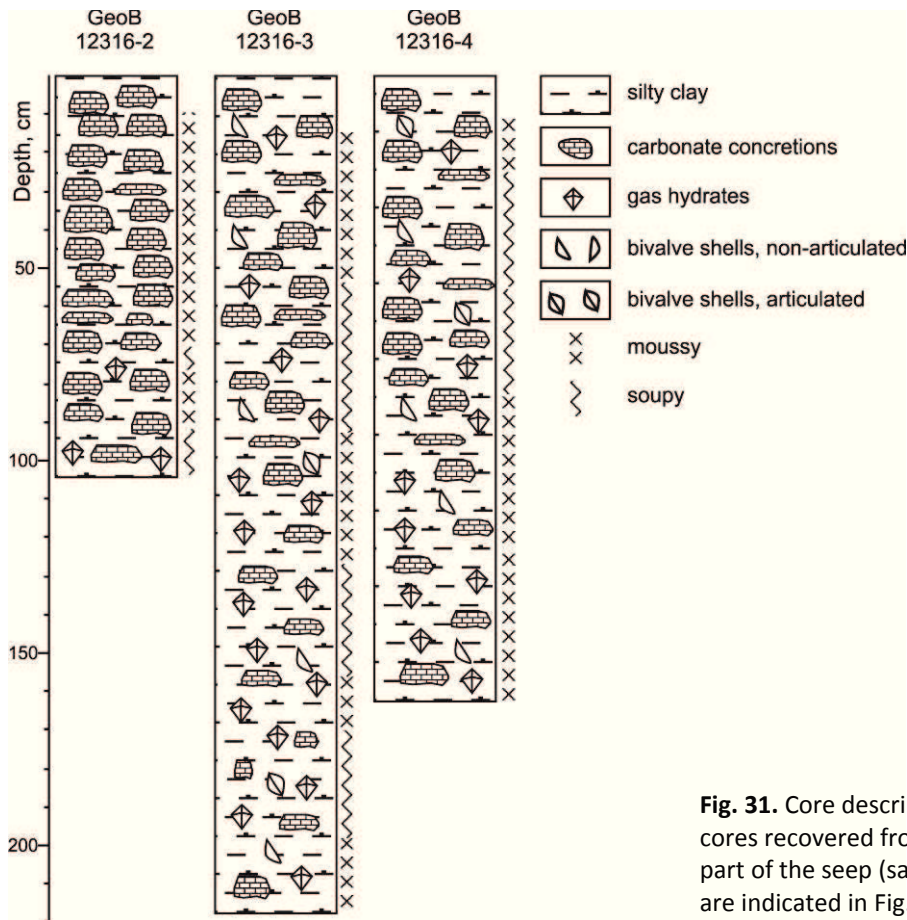 GeoB
12316-2
GeoB
12316-3
GeoB
12316-4
Depth, cm
50
100
150
200
silty clay
carbonate concretions
gas hydrates
bivalve shells, non-articulated
bivalve shells, articulated
moussy
soupy
Fig. 31. Core descri
cores recovered fro
part of the seep (sa
are indicated in Fig